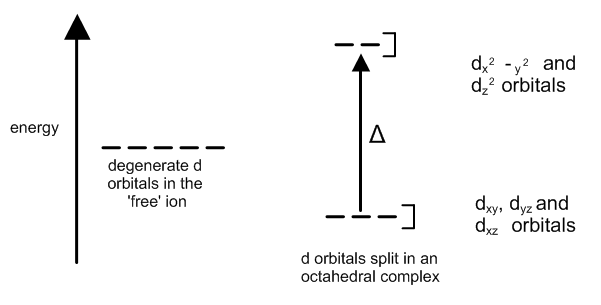 energy
degenerate d
orbitals in the
'free' ion
Δ
dx² - y² and
dz² orbitals
dxy, dyz and
dxz orbitals
d orbitals split in an
octahedral complex